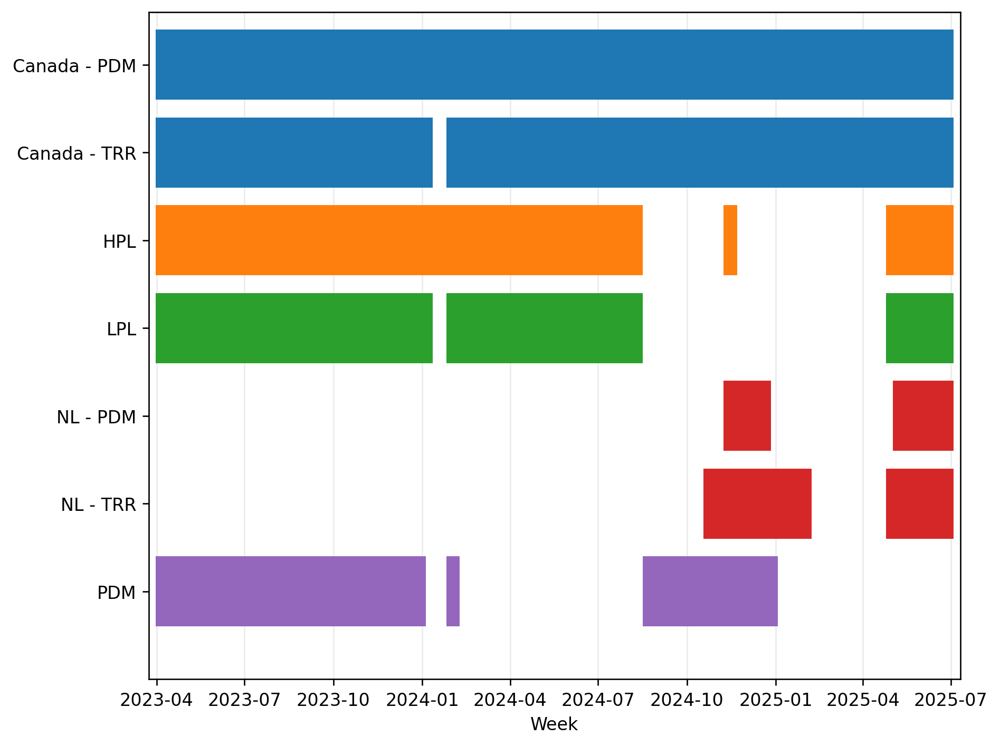 Canada - PDM
Canada - TRR
HPL
LPL
NL - PDM
NL - TRR
PDM
2023-04 2023-07 2023-10 2024-01 2024-04 2024-07 2024-10 2025-01 2025-04 2025-07
Week